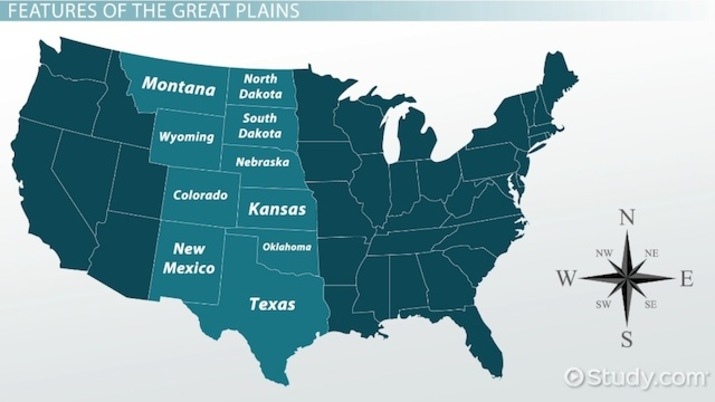 FEATURES OF THE GREAT PLAINS
Montana
North
Dakota
South
Dakota
Wyoming
Nebraska
Colorado
Kansas
New
Mexico
Oklahoma
Texas
N
NW
NE
W
E
SW
SE
S
Study.com